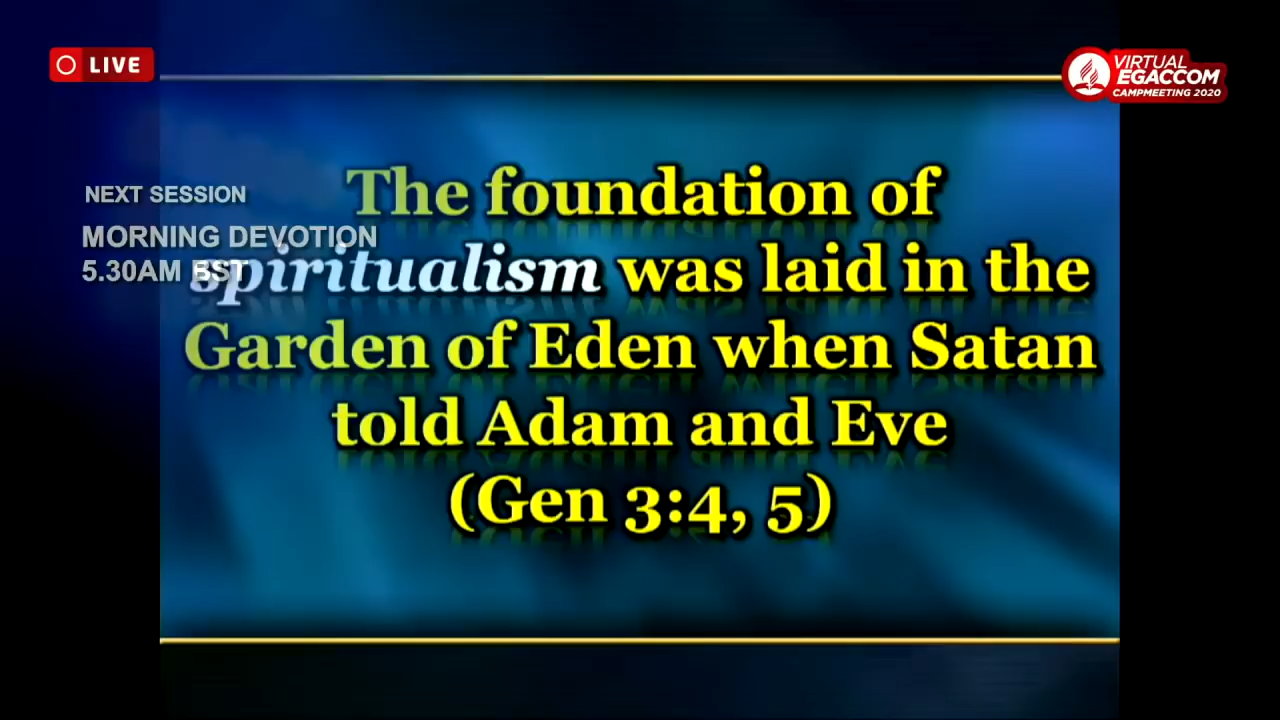 LIVE
VIRTUAL
EGACCOM
CAMPMEETING 2020
NEXT SESSION
MORNING DEVOTION
5.30AM BST
The foundation of
spiritualism was laid in the
Garden of Eden when Satan
told Adam and Eve
(Gen 3:4, 5)